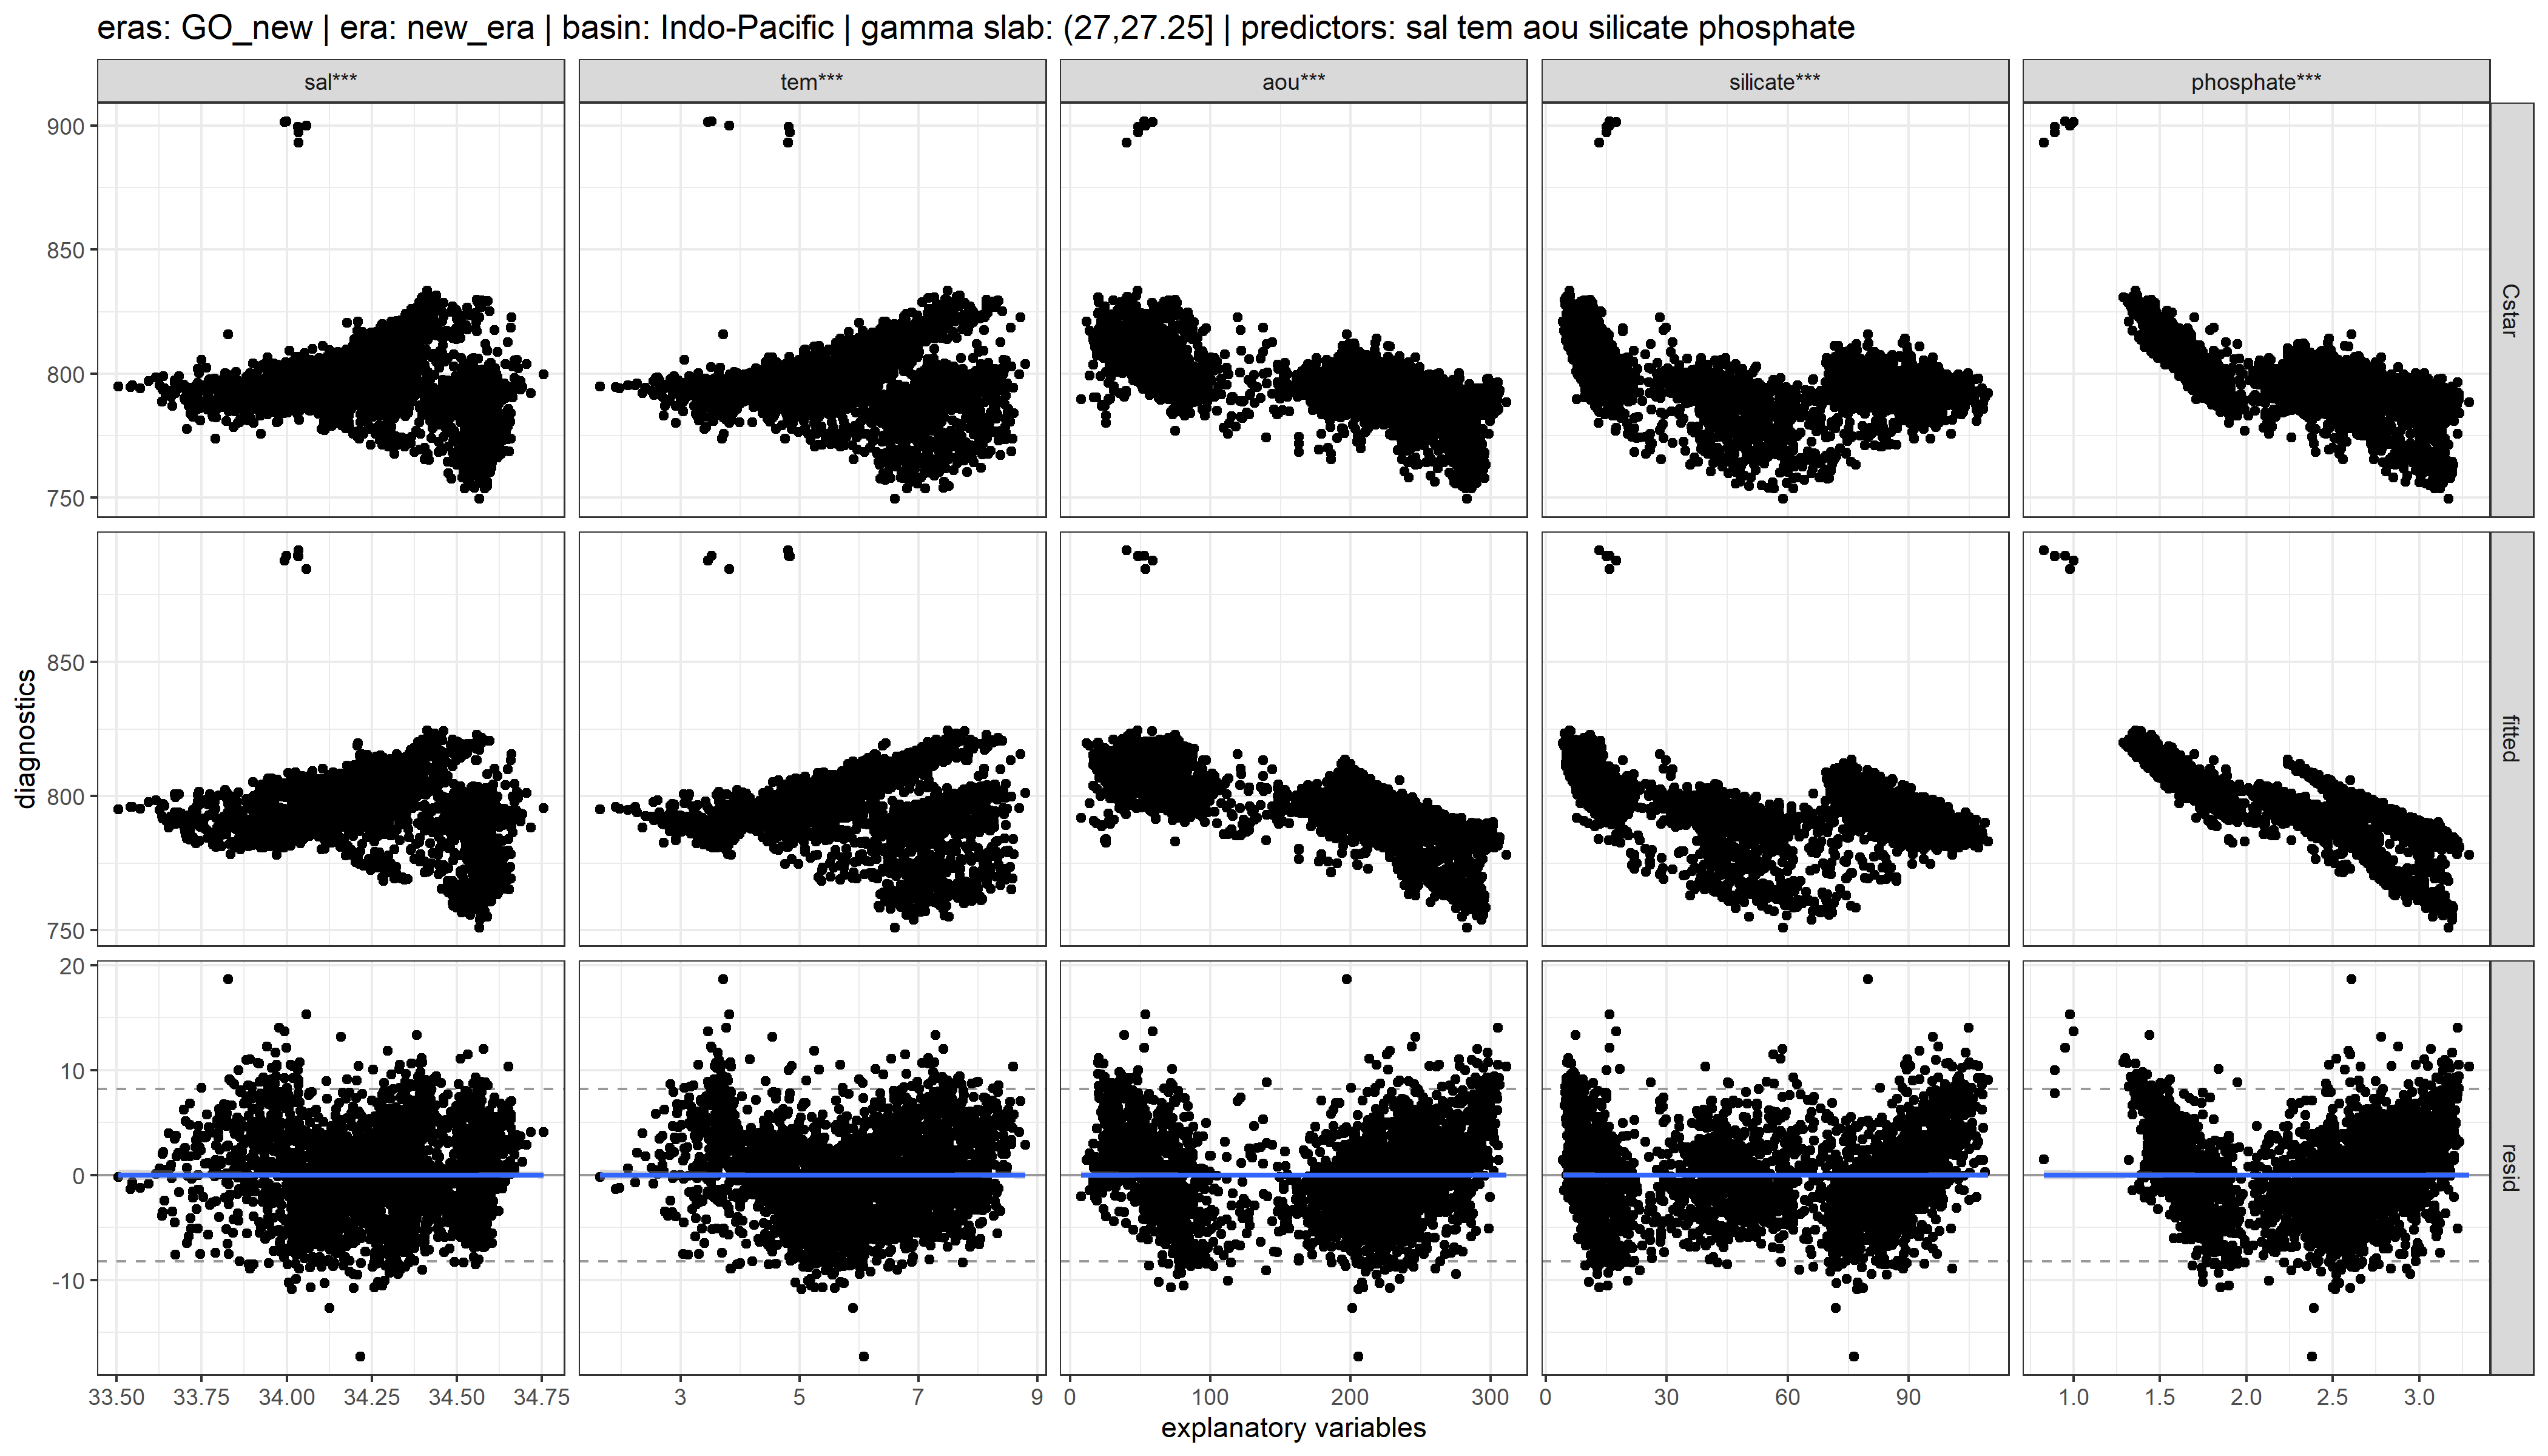 eras: GO_new | era: new_era | basin: Indo-Pacific | gamma slab: (27,27.25] | predictors: sal tem aou silicate phosphate
sal*** tem*** aou*** silicate*** phosphate***
900
850
800
750
Cstar
850
800
750
fitted
diagnostics
20
10
0
-10
resid
33.50 33.75 34.00 34.25 34.50 34.75 3 5 7 9 0 100 200 300 0 30 60 90 1.0 1.5 2.0 2.5 3.0
explanatory variables